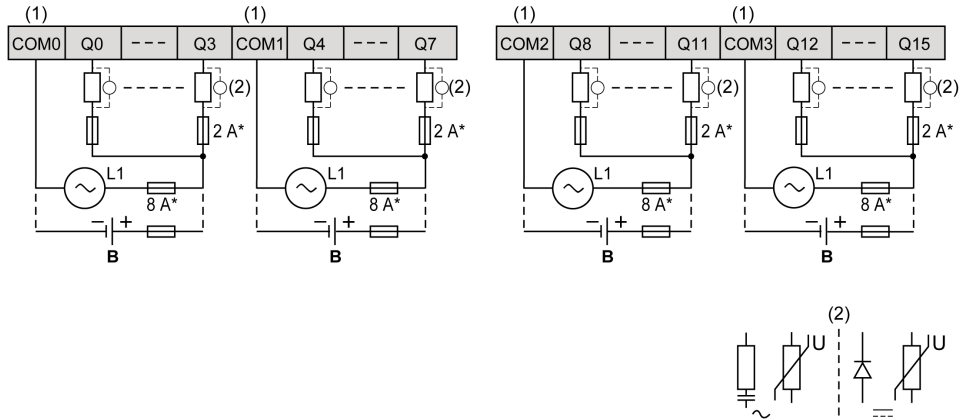 (1) (1) (1) (1)
COM0 Q0 --- Q3 COM1 Q4 --- Q7 COM2 Q8 --- Q11 COM3 Q12 --- Q15
(2) (2) (2) (2)
2 A* 2 A* 2 A* 2 A*
L1 L1 L1 L1
8 A* 8 A* 8 A* 8 A*
− + − + − + − +
B B B B
(2)
U U